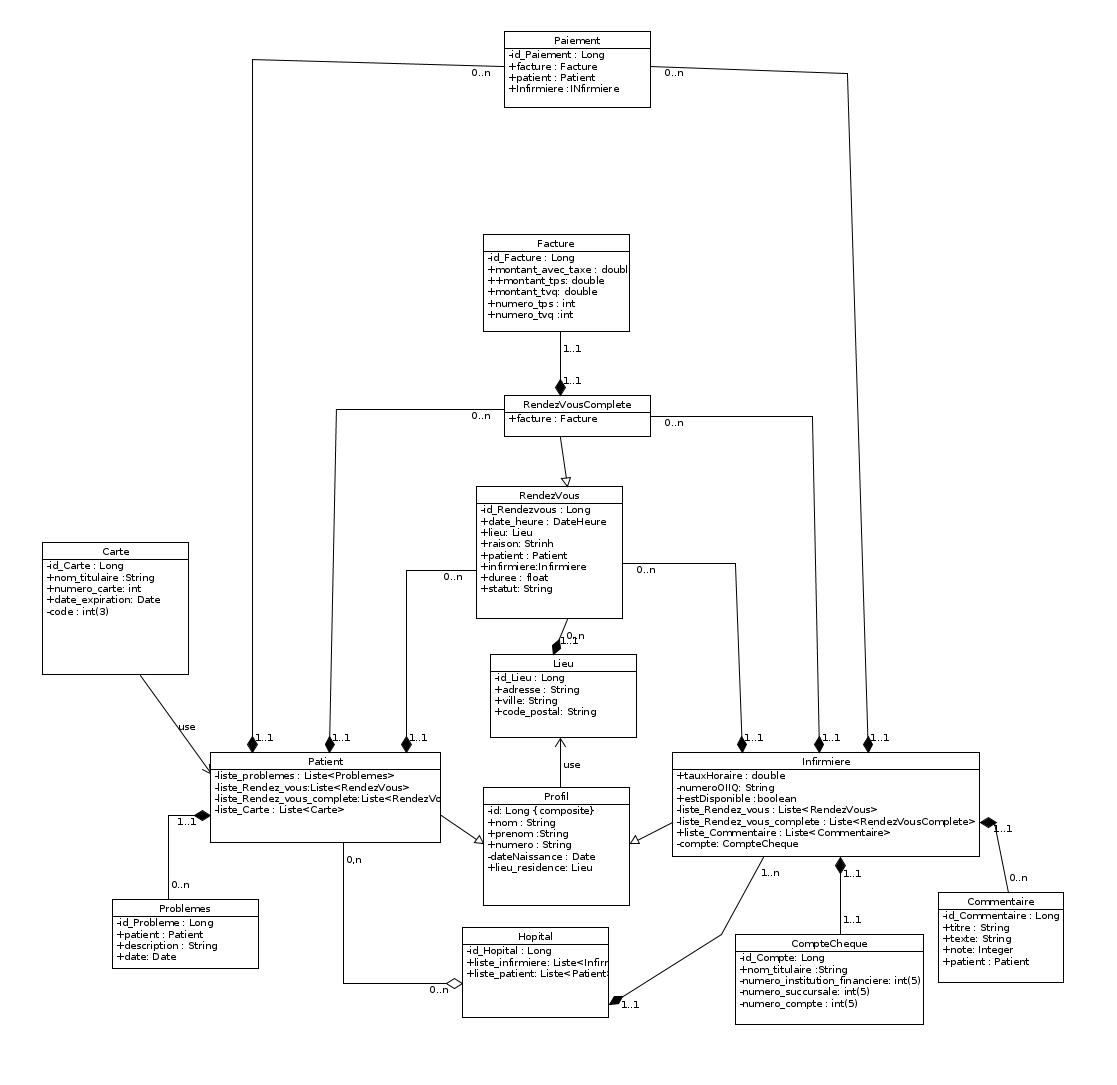 Paiement
-id_Paiement : Long
+facture : Facture
+patient : Patient
+Infirmiere :INfirmiere
0..n
0..n
Facture
-id_Facture : Long
+montant_avec_taxe : doubl
++montant_tps: double
+montant_tvq: double
+numero_tps : int
+numero_tvq :int
1..1
1..1
RendezVousComplete
+facture : Facture
0..n
0..n
RendezVous
-id_Rendezvous : Long
+date_heure : DateHeure
+lieu: Lieu
+raison: Strinh
+patient : Patient
+infirmiere:Infirmiere
+duree : float
+statut: String
0..n
0..n
Carte
-id_Carte : Long
+nom_titulaire :String
+numero_carte: int
+date_expiration: Date
-code : int(3)
use
0..n
1..1
Lieu
-id_Lieu : Long
+adresse : String
+ville: String
+code_postal: String
1..1
1..1
1..1
1..1
1..1
1..1
Patient
-liste_problemes : Liste<Problemes>
-liste_Rendez_vous:Liste<RendezVous>
-liste_Rendez_vous_complete:Liste<RendezVo
-liste_Carte : Liste<Carte>
use
Profil
-id: Long {composite}
+nom : String
+prenom :String
+numero : String
-dateNaissance : Date
+lieu_residence: Lieu
Infirmiere
+tauxHoraire : double
-numeroOIIQ: String
+estDisponible :boolean
-liste_Rendez_vous : Liste<RendezVous>
-liste_Rendez_vous_complete : Liste<RendezVousComplete>
+liste_Commentaire : Liste<Commentaire>
-compte: CompteCheque
1..1
0..n
Problemes
-id_Probleme : Long
+patient : Patient
+description : String
+date: Date
0,n
0..n
Hopital
-id_Hopital : Long
+liste_infirmiere: Liste<Infirr
+liste_patient: Liste<Patients
1..n
1..1
1..1
1..1
CompteCheque
-id_Compte: Long
+nom_titulaire :String
-numero_institution_financiere: int(5)
-numero_succursale: int(5)
-numero_compte : int(5)
1..1
0..n
Commentaire
-id_Commentaire : Long
+titre : String
+texte: String
+note: Integer
+patient : Patient